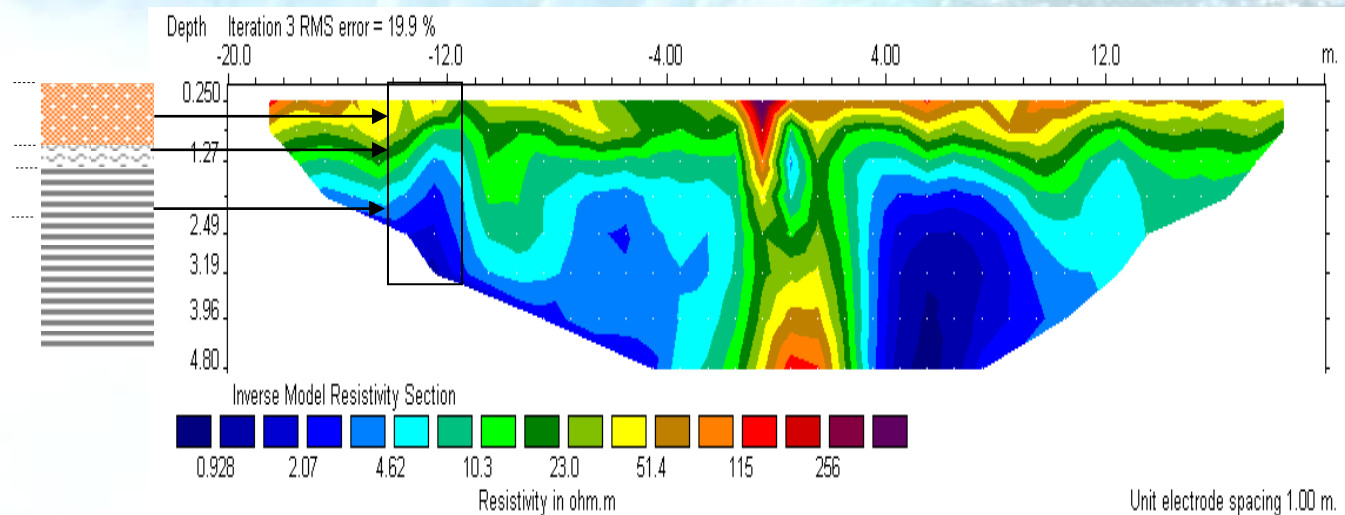 Depth Iteration 3 RMS error = 19.9 %
-20.0 -12.0 -4.00 4.00 12.0 m.
0.250
1.27
2.49
3.19
3.96
4.80
Inverse Model Resistivity Section
0.928 2.07 4.62 10.3 23.0 51.4 115 256
Resistivity in ohm.m Unit electrode spacing 1.00 m.